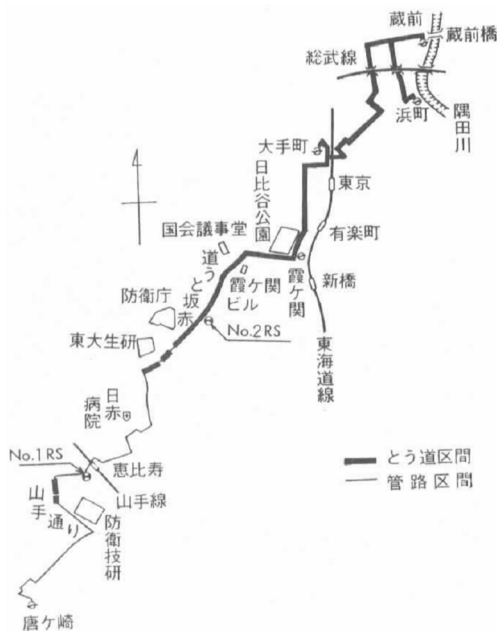 蔵前
蔵前橋
総武線
浜町
隅田川
大手町
日比谷公園
東京
国会議事堂
有楽町
赤坂とう道
霞ケ関ビル
霞ケ関
新橋
防衛庁
No.2RS
東大生研
東海道線
日赤病院
No.1RS
恵比寿
山手線
山手通り
防衛技研
とう道区間
管路区間
唐ケ崎